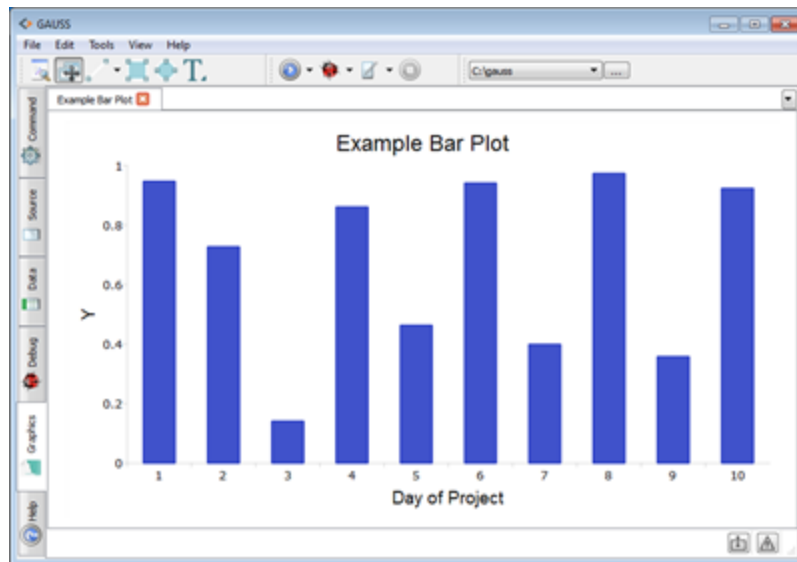 GAUSS
File Edit Tools View Help
C:\gauss
...
Example Bar Plot
Command
Source
Data
Debug
Graphics
Help
Example Bar Plot
Y
1
0.8
0.6
0.4
0.2
0
1 2 3 4 5 6 7 8 9 10
Day of Project